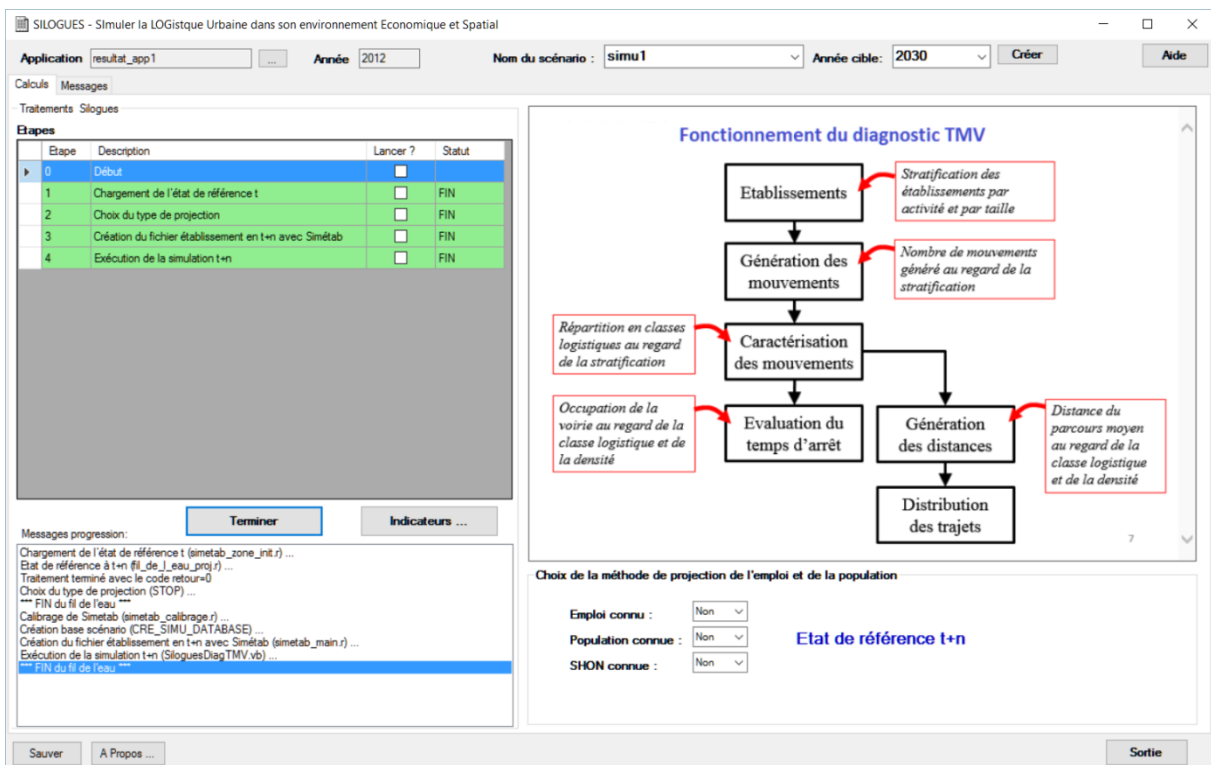 SILOGUES - SImuler la LOGistque Urbaine dans son environnement Economique et Spatial
Application resultat_app1 ... Année 2012 Nom du scénario : simu1 Année cible: 2030 Créer Aide
Calculs Messages
Traitements Silogues
Etapes
Etape Description Lancer ? Statut
0 Début
1 Chargement de l'état de référence t FIN
2 Choix du type de projection FIN
3 Création du fichier établissement en t+n avec Simétab FIN
4 Exécution de la simulation t+n FIN
Terminer Indicateurs ...
Messages progression:
Chargement de l'état de référence t (simetab_zone_init.r) ...
Etat de référence à t+n (fil_de_l_eau_proj.r) ...
Traitement terminé avec le code retour=0
Choix du type de projection (STOP) ...
*** FIN du fil de l'eau ***
Calibrage de Simetab (simetab_calibrage.r) ...
Création base scénario (CRE_SIMU_DATABASE) ...
Création du fichier établissement en t+n avec Simétab (simetab_main.r) ...
Exécution de la simulation t+n (SiloguesDiagTMV.vb) ...
*** FIN du fil de l'eau ***
Fonctionnement du diagnostic TMV
Etablissements
Stratification des
établissements par
activité et par taille
Génération des
mouvements
Nombre de mouvements
généré au regard de la
stratification
Répartition en classes
logistiques au regard
de la stratification
Caractérisation
des mouvements
Occupation de la
voirie au regard de la
classe logistique et de
la densité
Evaluation du
temps d'arrêt
Génération
des distances
Distance du
parcours moyen
au regard de la
classe logistique
et de la densité
Distribution
des trajets
7
Choix de la méthode de projection de l'emploi et de la population
Emploi connu : Non
Population connue : Non
SHON connue : Non
Etat de référence t+n
Sauver A Propos ... Sortie